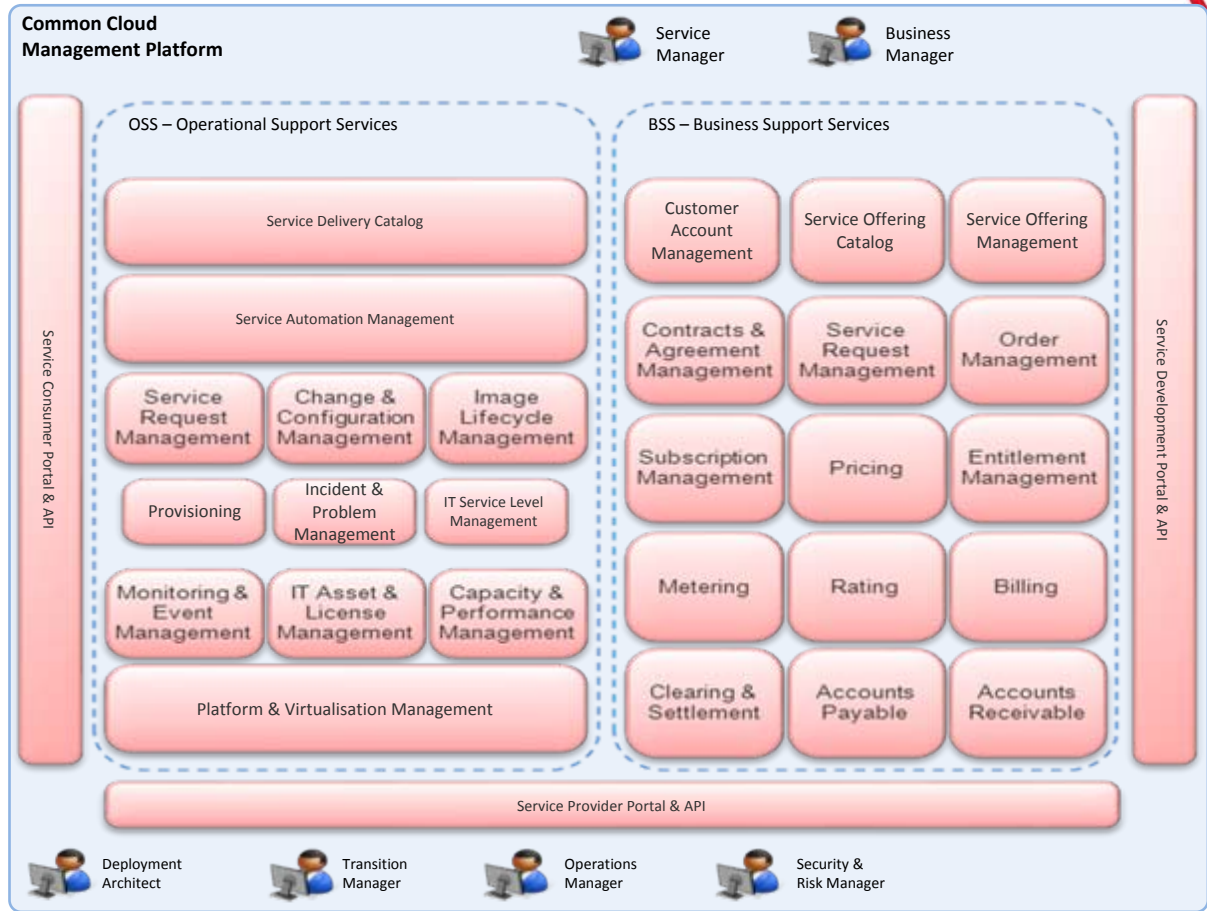 Common Cloud
Management Platform
Service
Manager
Business
Manager
Service Consumer Portal & API
OSS – Operational Support Services
Service Delivery Catalog
Service Automation Management
Service
Request
Management
Change &
Configuration
Management
Image
Lifecycle
Management
Provisioning
Incident &
Problem
Management
IT Service Level
Management
Monitoring &
Event
Management
IT Asset &
License
Management
Capacity &
Performance
Management
Platform & Virtualisation Management
BSS – Business Support Services
Customer
Account
Management
Service Offering
Catalog
Service Offering
Management
Contracts &
Agreement
Management
Service
Request
Management
Order
Management
Subscription
Management
Pricing
Entitlement
Management
Metering
Rating
Billing
Clearing &
Settlement
Accounts
Payable
Accounts
Receivable
Service Development Portal & API
Service Provider Portal & API
Deployment
Architect
Transition
Manager
Operations
Manager
Security &
Risk Manager